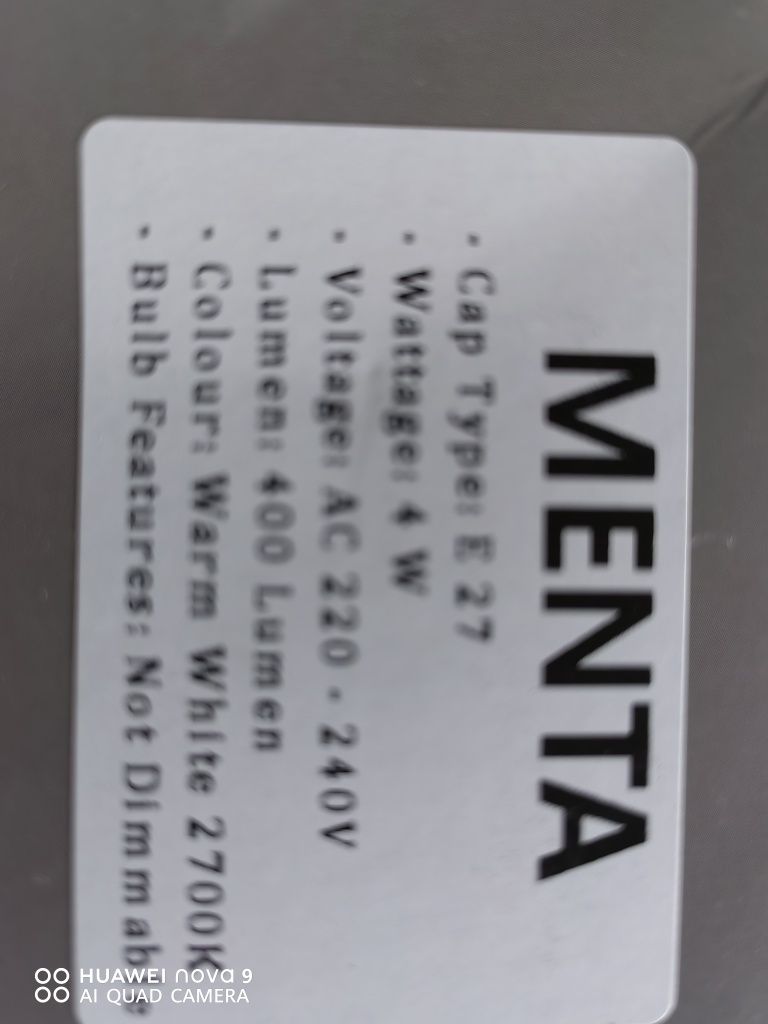 MENTA
• Cap Type: E 27
• Wattage: 4 W
• Voltage: AC 220 - 240V
• Lumen: 400 Lumen
• Colour: Warm White 2700K
• Bulb Features: Not Dimmable
HUAWEI nova 9
AI QUAD CAMERA